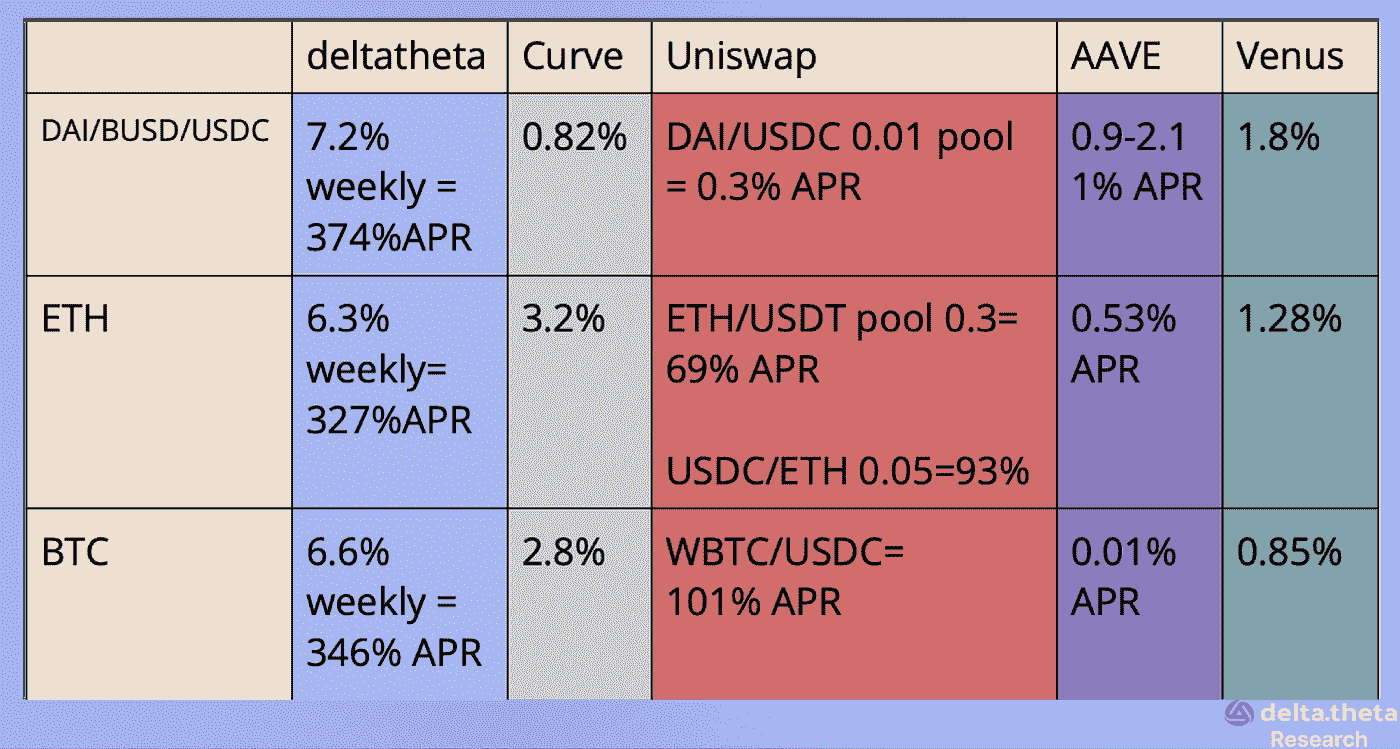 deltatheta Curve Uniswap AAVE Venus
DAI/BUSD/USDC
7.2%
weekly =
374%APR
0.82%
DAI/USDC 0.01 pool
= 0.3% APR
0.9-2.1
1% APR
1.8%
ETH
6.3%
weekly=
327%APR
3.2%
ETH/USDT pool 0.3=
69% APR
USDC/ETH 0.05=93%
0.53%
APR
1.28%
BTC
6.6%
weekly =
346% APR
2.8%
WBTC/USDC=
101% APR
0.01%
APR
0.85%
delta.theta
Research